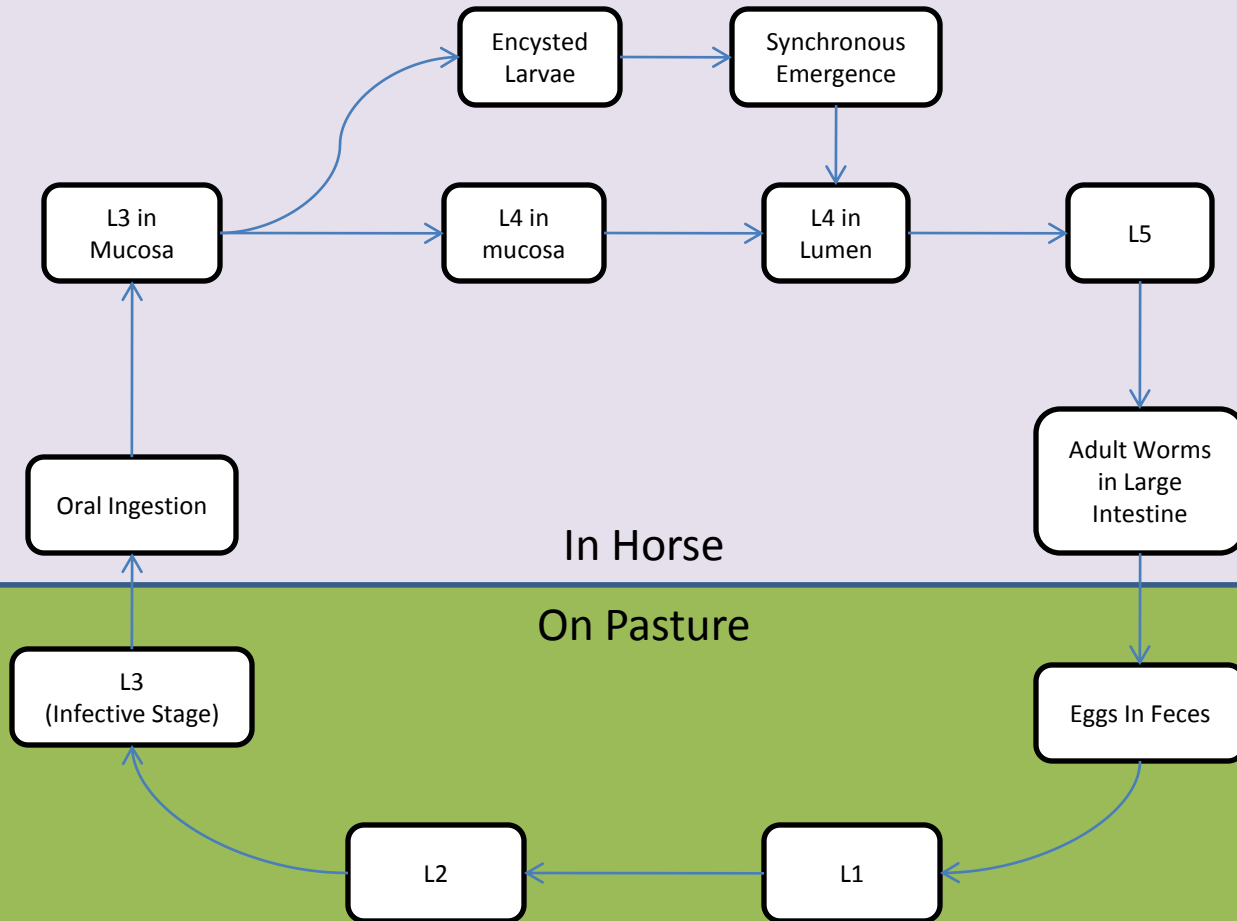 Encysted
Larvae
Synchronous
Emergence
L3 in
Mucosa
L4 in
mucosa
L4 in
Lumen
L5
Oral Ingestion
Adult Worms
in Large
Intestine
In Horse
On Pasture
L3
(Infective Stage)
Eggs In Feces
L2
L1